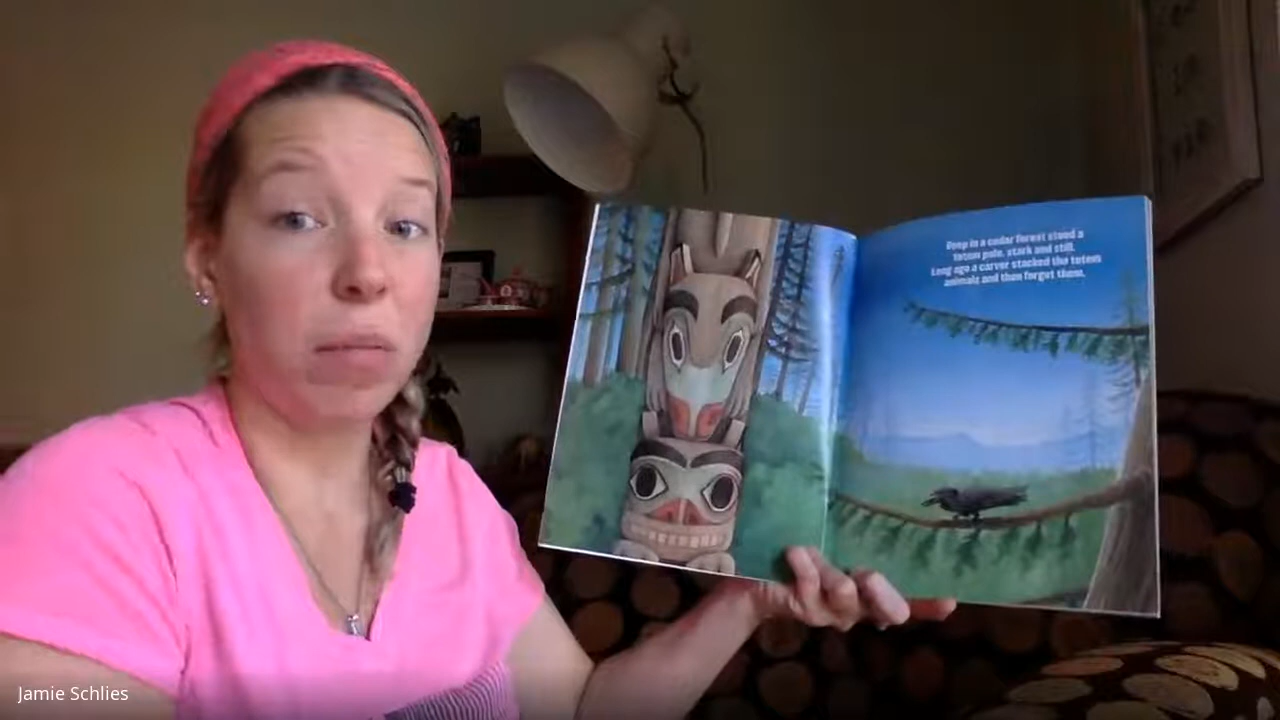 Deep in a cedar forest stood a
totem pole, stark and still.
Long ago a carver stacked the totem
animals and then forgot them.
Jamie Schlies